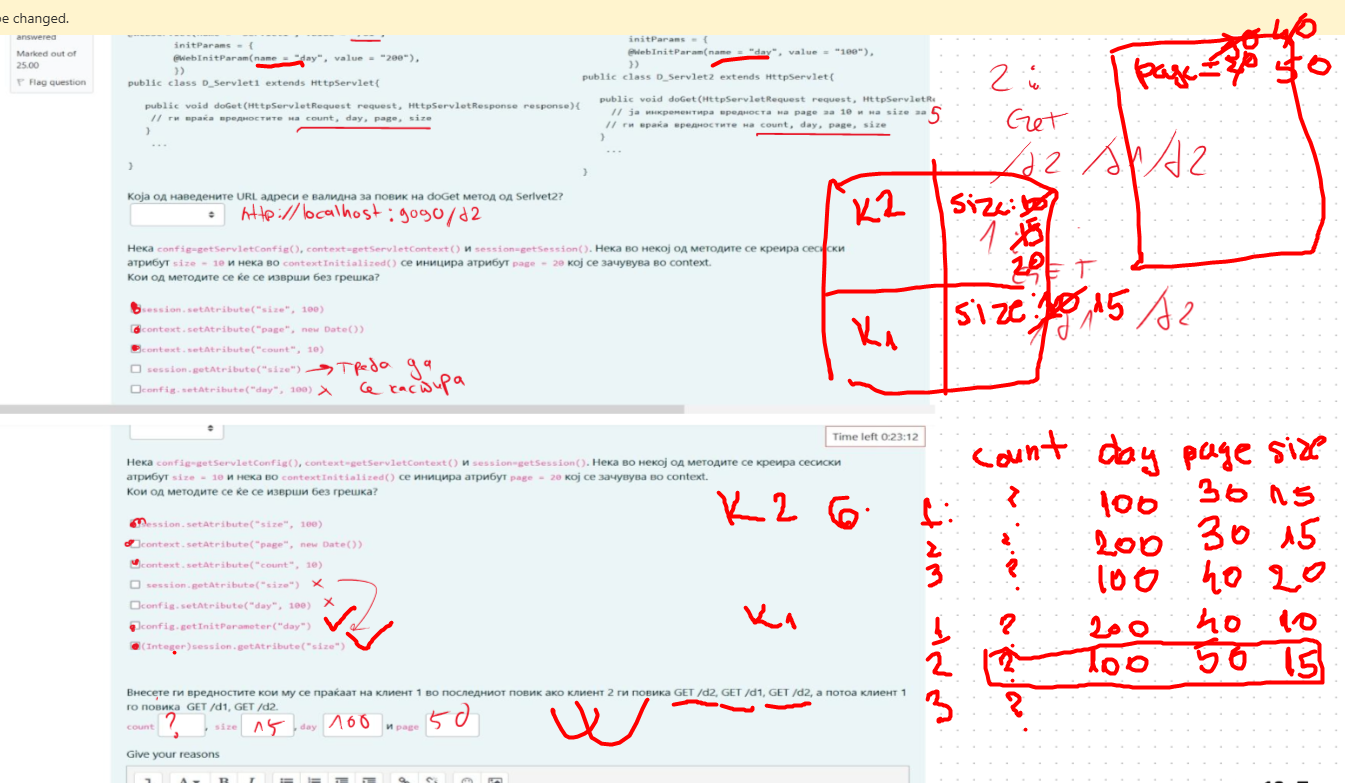 be changed.
answered
Marked out of
25.00
Flag question
initParams = {
@WebInitParam(name = "day", value = "200"),
})
public class D_Servlet1 extends HttpServlet{
public void doGet(HttpServletRequest request, HttpServletResponse response){
// ги враќа вредностите на count, day, page, size
}
...
}
initParams = {
@WebInitParam(name = "day", value = "100"),
})
public class D_Servlet2 extends HttpServlet{
public void doGet(HttpServletRequest request, HttpServletRe
// ја инкрементира вредноста на page за 10 и на size за 5
// ги враќа вредностите на count, day, page, size
}
...
}
2
Get
/d2 /d1 /d2
page=
40
50
K2
size:
15
20
1
GET
K1
size: 10 15
/d1 /d2
Која од наведените URL адреси е валидна за повик на doGet метод од Serlvet2?
http://localhost:9090/d2
Нека config=getServletConfig(), context=getServletContext() и session=getSession(). Нека во некој од методите се креира сесиски
атрибут size = 10 и нека во contextInitialized() се иницира атрибут page = 20 кој се зачувува во context.
Кои од методите се ќе се изврши без грешка?
session.setAtribute("size", 100)
context.setAtribute("page", new Date())
context.setAtribute("count", 10)
session.getAtribute("size") → треба да
се кастира
config.setAtribute("day", 100) x
Time left 0:23:12
Нека config=getServletConfig(), context=getServletContext() и session=getSession(). Нека во некој од методите се креира сесиски
атрибут size = 10 и нека во contextInitialized() се иницира атрибут page = 20 кој се зачувува во context.
Кои од методите се ќе се изврши без грешка?
session.setAtribute("size", 100)
context.setAtribute("page", new Date())
context.setAtribute("count", 10)
session.getAtribute("size") x
config.setAtribute("day", 100) x
config.getInitParameter("day")
(Integer)session.getAtribute("size")
count day page size
K2 6. 1. ? 100 30 15
2 ? 200 30 15
3 ? 100 40 20
K1 1 ? 200 40 10
2 ? 100 50 15
3 ?
Внесете ги вредностите кои му се праќаат на клиент 1 во последниот повик ако клиент 2 ги повика GET /d2, GET /d1, GET /d2, а потоа клиент 1
го повика GET /d1, GET /d2.
count ? , size 15 , day 100 и page 50
Give your reasons